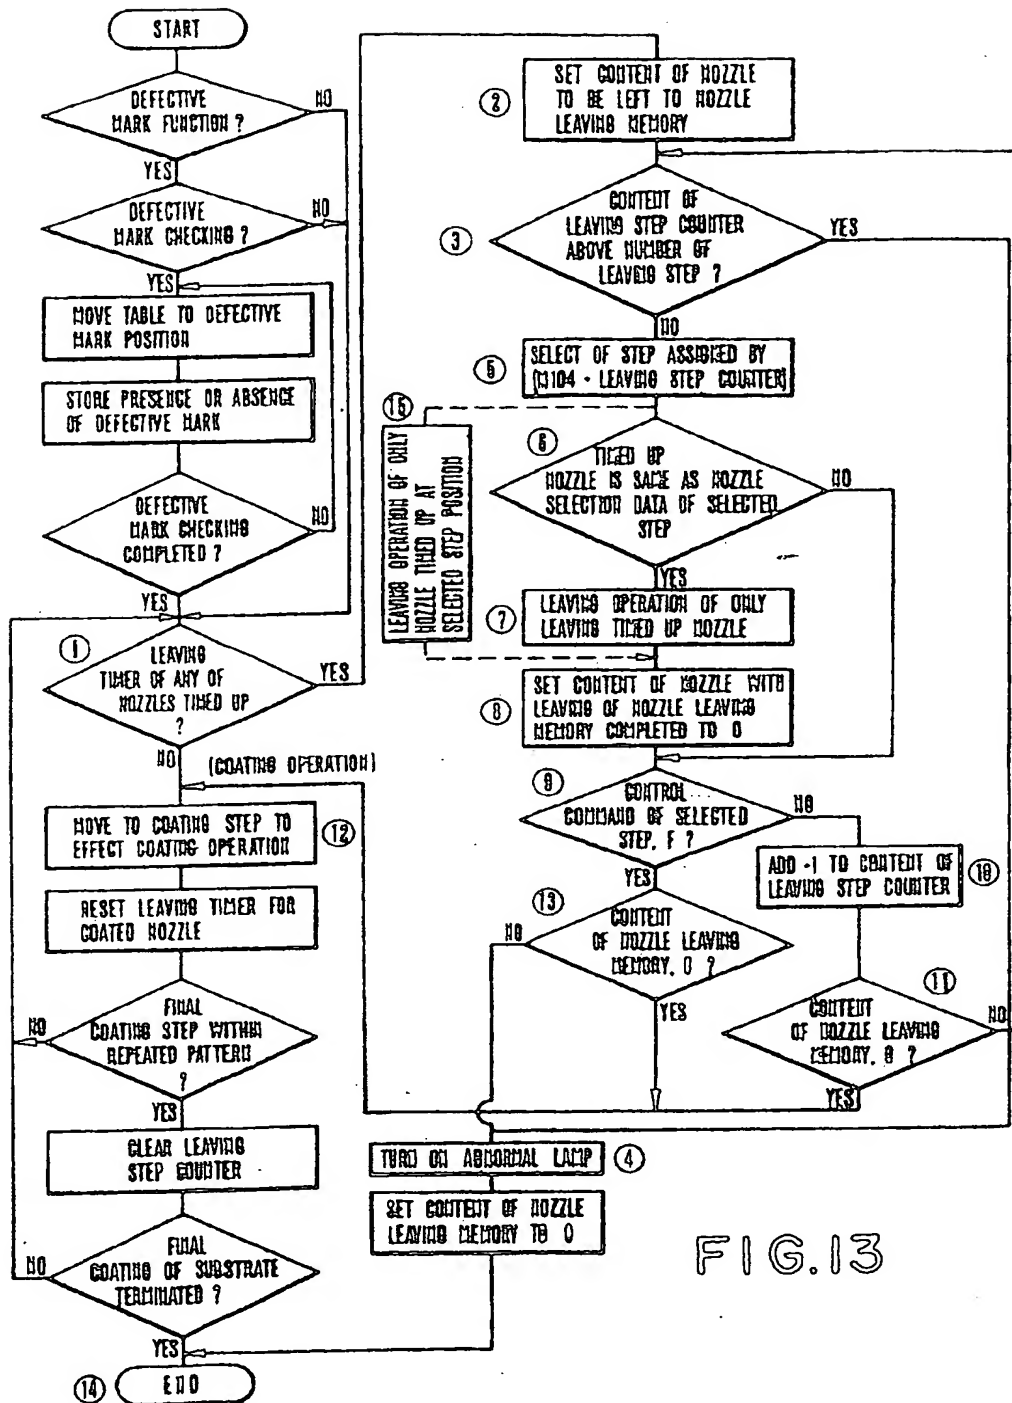 START
DEFECTIVE
MARK FUNCTION ?
NO
YES
DEFECTIVE
MARK CHECKING ?
NO
YES
MOVE TABLE TO DEFECTIVE
MARK POSITION
STORE PRESENCE OR ABSENCE
OF DEFECTIVE MARK
DEFECTIVE
MARK CHECKING
COMPLETED ?
NO
YES
1
LEAVING
TIMER OF ANY OF
NOZZLES TIMED UP
?
YES
NO
(COATING OPERATION)
MOVE TO COATING STEP TO
EFFECT COATING OPERATION
12
RESET LEAVING TIMER FOR
COATED NOZZLE
FINAL
COATING STEP WITHIN
REPEATED PATTERN
?
NO
YES
CLEAR LEAVING
STEP COUNTER
FINAL
COATING OF SUBSTRATE
TERMINATED ?
NO
YES
14
END
2
SET CONTENT OF NOZZLE
TO BE LEFT TO NOZZLE
LEAVING MEMORY
3
CONTENT OF
LEAVING STEP COUNTER
ABOVE NUMBER OF
LEAVING STEP ?
YES
NO
5
SELECT OF STEP ASSIGNED BY
(M104 - LEAVING STEP COUNTER)
15
LEAVING OPERATION OF ONLY
NOZZLE TIMED UP AT
SELECTED STEP POSITION
6
TIMED UP
NOZZLE IS SAME AS NOZZLE
SELECTION DATA OF SELECTED
STEP
NO
YES
7
LEAVING OPERATION OF ONLY
LEAVING TIMED UP NOZZLE
8
SET CONTENT OF NOZZLE WITH
LEAVING OF NOZZLE LEAVING
MEMORY COMPLETED TO 0
9
CONTROL
COMMAND OF SELECTED
STEP, F ?
NO
YES
ADD -1 TO CONTENT OF
LEAVING STEP COUNTER
10
13
CONTENT
OF NOZZLE LEAVING
MEMORY, 0 ?
NO
YES
11
CONTENT
OF NOZZLE LEAVING
MEMORY, 0 ?
NO
YES
TURN ON ABNORMAL LAMP
4
SET CONTENT OF NOZZLE
LEAVING MEMORY TO 0
FIG.13